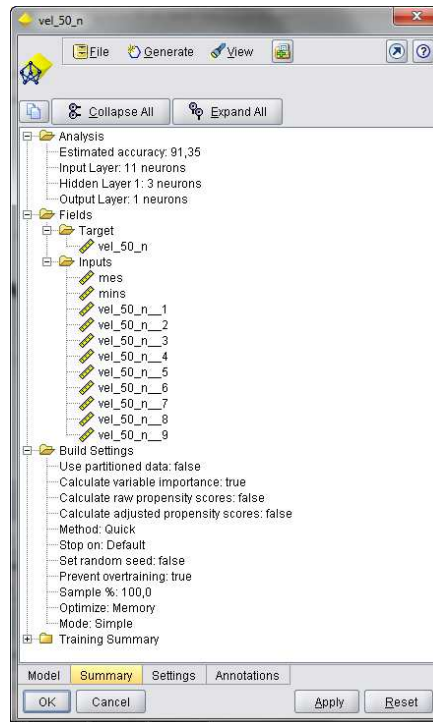 vel_50_n
File Generate View
Collapse All Expand All
Analysis
Estimated accuracy: 91,35
Input Layer: 11 neurons
Hidden Layer 1: 3 neurons
Output Layer: 1 neurons
Fields
Target
vel_50_n
Inputs
mes
mins
vel_50_n__1
vel_50_n__2
vel_50_n__3
vel_50_n__4
vel_50_n__5
vel_50_n__6
vel_50_n__7
vel_50_n__8
vel_50_n__9
Build Settings
Use partitioned data: false
Calculate variable importance: true
Calculate raw propensity scores: false
Calculate adjusted propensity scores: false
Method: Quick
Stop on: Default
Set random seed: false
Prevent overtraining: true
Sample %: 100,0
Optimize: Memory
Mode: Simple
Training Summary
Model Summary Settings Annotations
OK Cancel Apply Reset